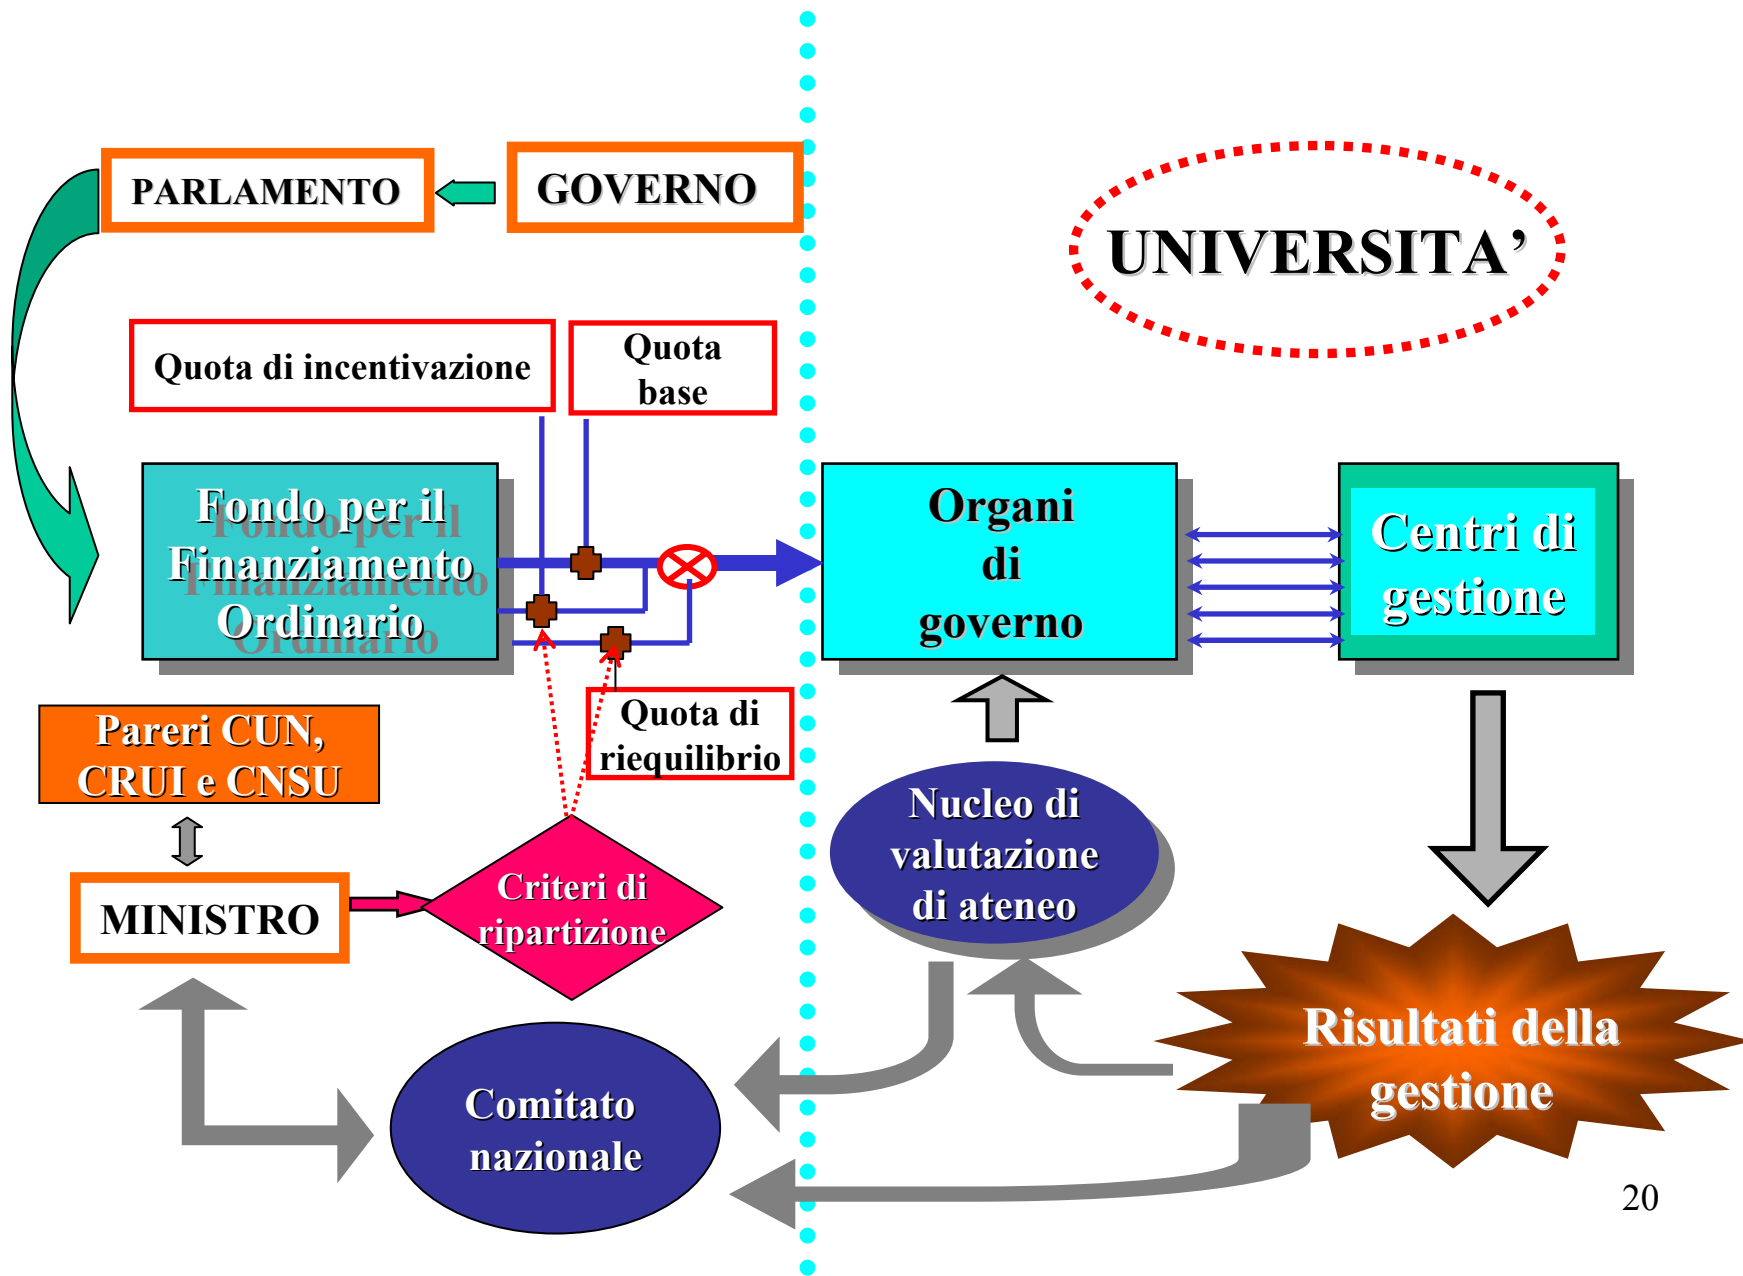 PARLAMENTO
GOVERNO
UNIVERSITA’
Quota di incentivazione
Quota
base
Fondo per il
Finanziamento
Ordinario
Organi
di
governo
Centri di
gestione
Quota di
riequilibrio
Pareri CUN,
CRUI e CNSU
MINISTRO
Criteri di
ripartizione
Nucleo di
valutazione
di ateneo
Risultati della
gestione
Comitato
nazionale
20